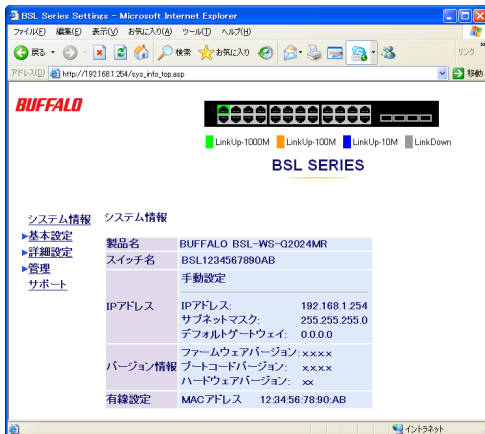 BSL Series Settings - Microsoft Internet Explorer
ファイル(F) 編集(E) 表示(V) お気に入り(A) ツール(T) ヘルプ(H)
戻る 検索 お気に入り リンク
アドレス(D) http://192.168.1.254/sys_info_top.asp 移動
BUFFALO
LinkUp-1000M LinkUp-100M LinkUp-10M LinkDown
BSL SERIES
システム情報
基本設定
詳細設定
管理
サポート
システム情報
製品名 BUFFALO BSL-WS-G2024MR
スイッチ名 BSL1234567890AB
IPアドレス 手動設定
IPアドレス: 192.168.1.254
サブネットマスク: 255.255.255.0
デフォルトゲートウェイ: 0.0.0.0
バージョン情報 ファームウェアバージョン: x.x.x.x
ブートコードバージョン: x.x.x.x
ハードウェアバージョン: xx
有線設定 MACアドレス 12:34:56:78:90:AB
イントラネット